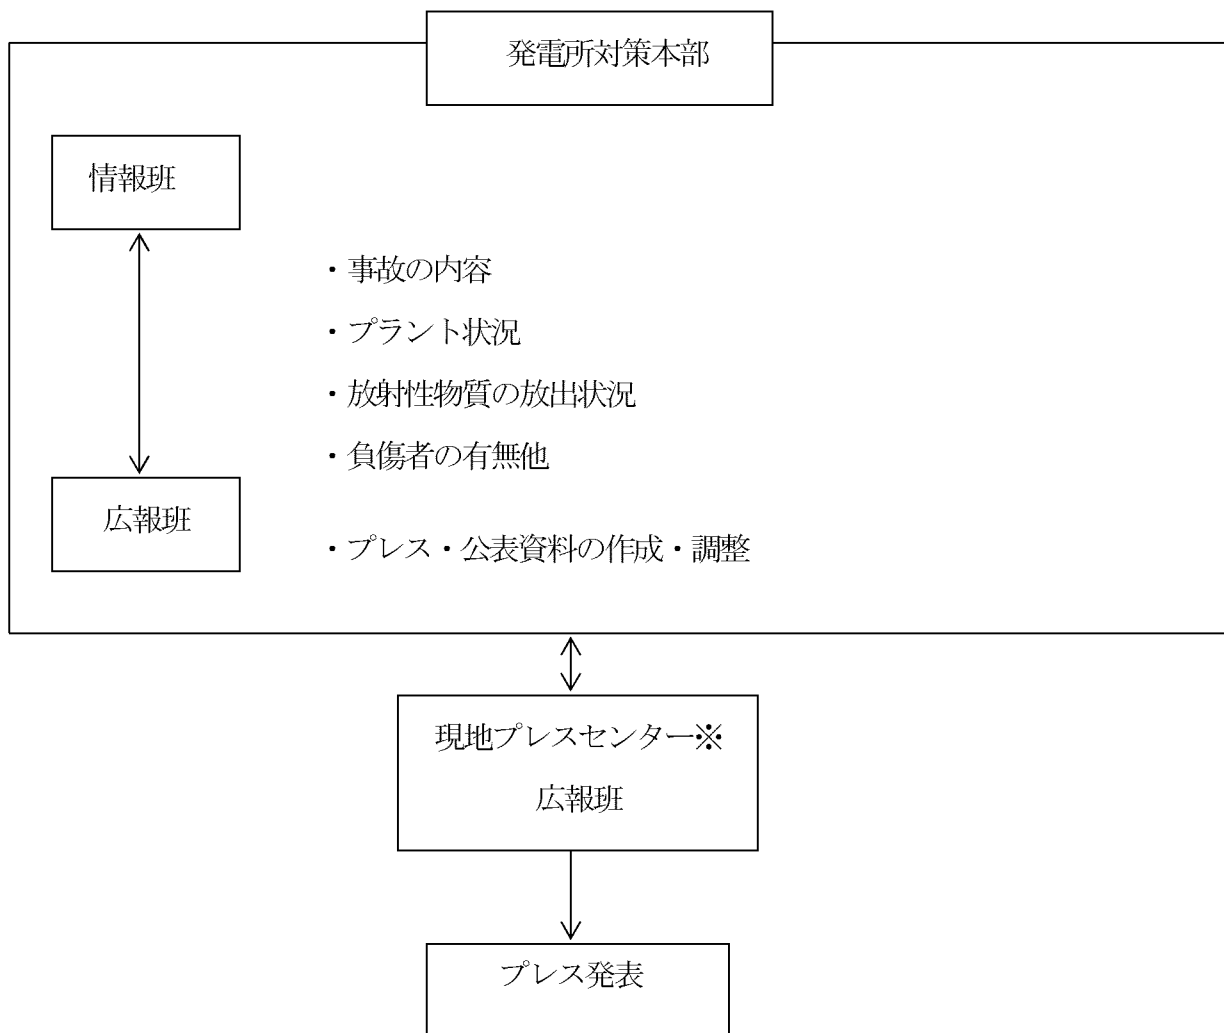 発電所対策本部
情報班
・事故の内容
・プラント状況
・放射性物質の放出状況
・負傷者の有無他
広報班
・プレス・公表資料の作成・調整
現地プレスセンター※
広報班
プレス発表